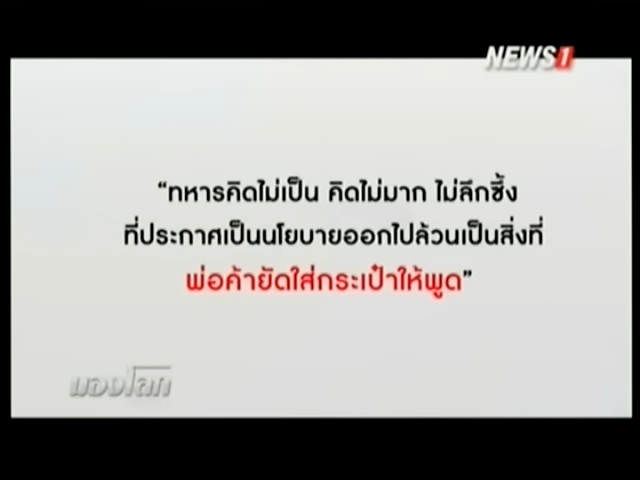 NEWS1
“ทหารคิดไม่เป็น คิดไม่มาก ไม่ลึกซึ้ง
ที่ประกาศเป็นนโยบายออกไปล้วนเป็นสิ่งที่
พ่อค้ายัดใส่กระเป๋าให้พูด”
มองโลก